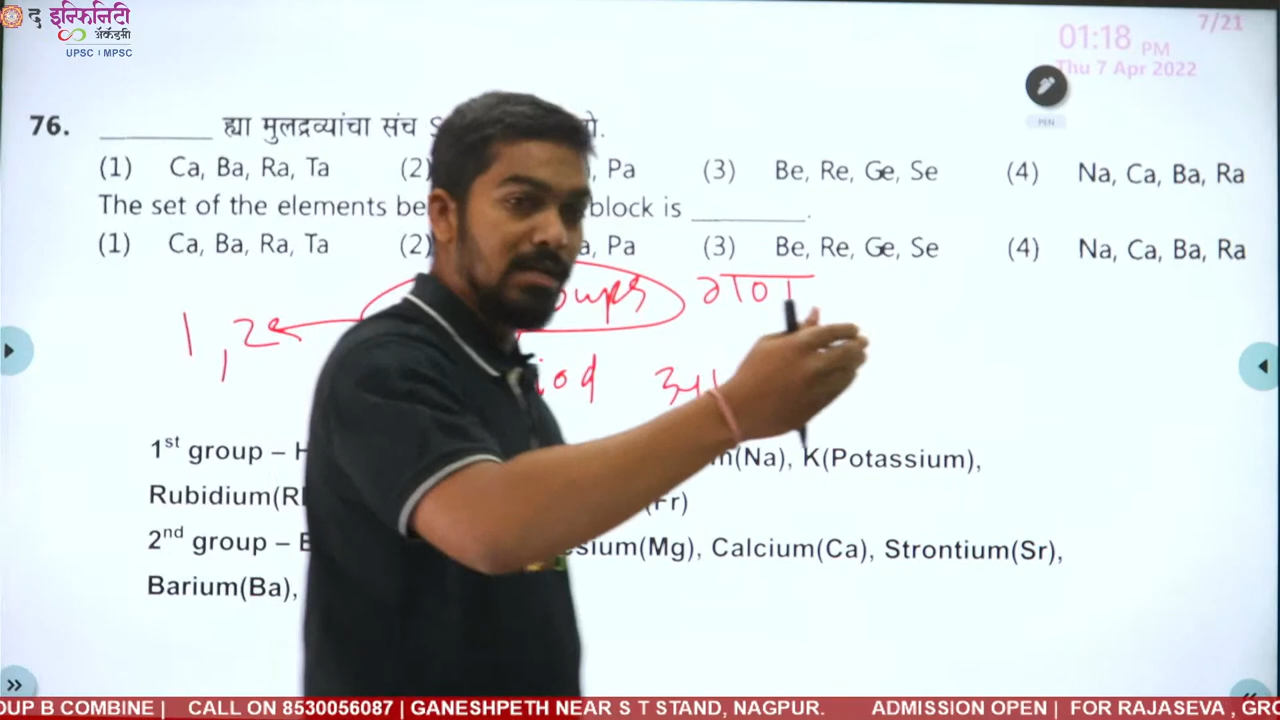 द इन्फिनिटी
अ‍ॅकॅडमी
UPSC | MPSC
7/21
01:18 PM
Thu 7 Apr 2022
PEN
76. ________ ह्या मुलद्रव्यांचा संच
(1) Ca, Ba, Ra, Ta (2) , Pa (3) Be, Re, Ge, Se (4) Na, Ca, Ba, Ra
The set of the elements be block is ________.
(1) Ca, Ba, Ra, Ta (2) a, Pa (3) Be, Re, Ge, Se (4) Na, Ca, Ba, Ra
oups गण
1, 2
iod
1st group – H m(Na), K(Potassium),
Rubidium(R (Fr)
2nd group – B sium(Mg), Calcium(Ca), Strontium(Sr),
Barium(Ba),
OUP B COMBINE | CALL ON 8530056087 | GANESHPETH NEAR S T STAND, NAGPUR. ADMISSION OPEN | FOR RAJASEVA , GRO